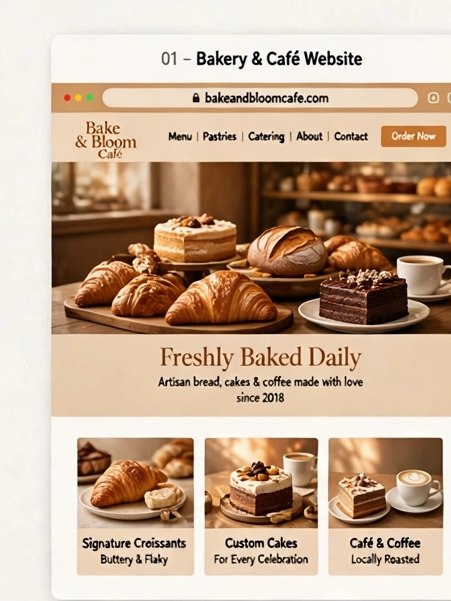 01 – Bakery & Café Website
bakeandbloomcafe.com
Bake
& Bloom
Café
Menu | Pastries | Catering | About | Contact
Order Now
Freshly Baked Daily
Artisan bread, cakes & coffee made with love
since 2018
Signature Croissants
Buttery & Flaky
Custom Cakes
For Every Celebration
Café & Coffee
Locally Roasted